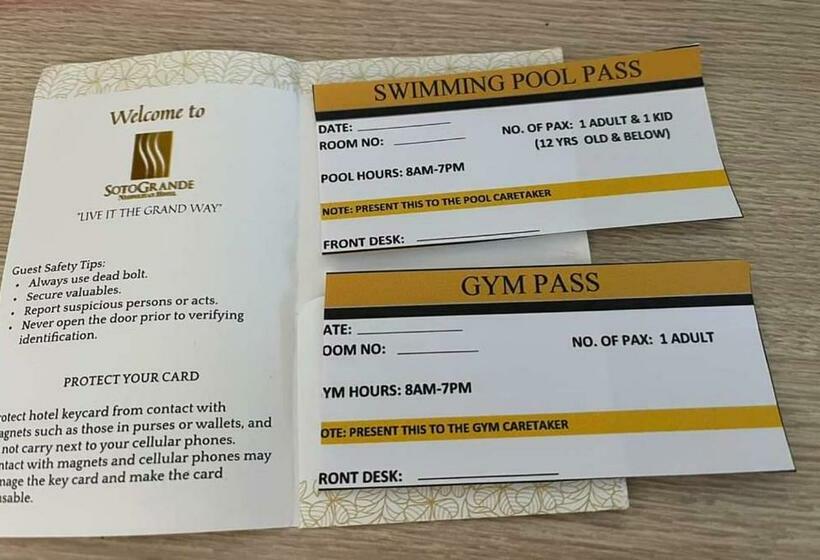 Welcome to
SOTOGRANDE
"LIVE IT THE GRAND WAY"
Guest Safety Tips:
• Always use dead bolt.
• Secure valuables.
• Report suspicious persons or acts.
• Never open the door prior to verifying
identification.
PROTECT YOUR CARD
otect hotel keycard from contact with
agnets such as those in purses or wallets, and
not carry next to your cellular phones.
ntact with magnets and cellular phones may
mage the key card and make the card
sable.
SWIMMING POOL PASS
DATE:
ROOM NO:
NO. OF PAX: 1 ADULT & 1 KID
(12 YRS OLD & BELOW)
POOL HOURS: 8AM-7PM
NOTE: PRESENT THIS TO THE POOL CARETAKER
FRONT DESK:
GYM PASS
ATE:
OOM NO:
NO. OF PAX: 1 ADULT
YM HOURS: 8AM-7PM
OTE: PRESENT THIS TO THE GYM CARETAKER
RONT DESK: